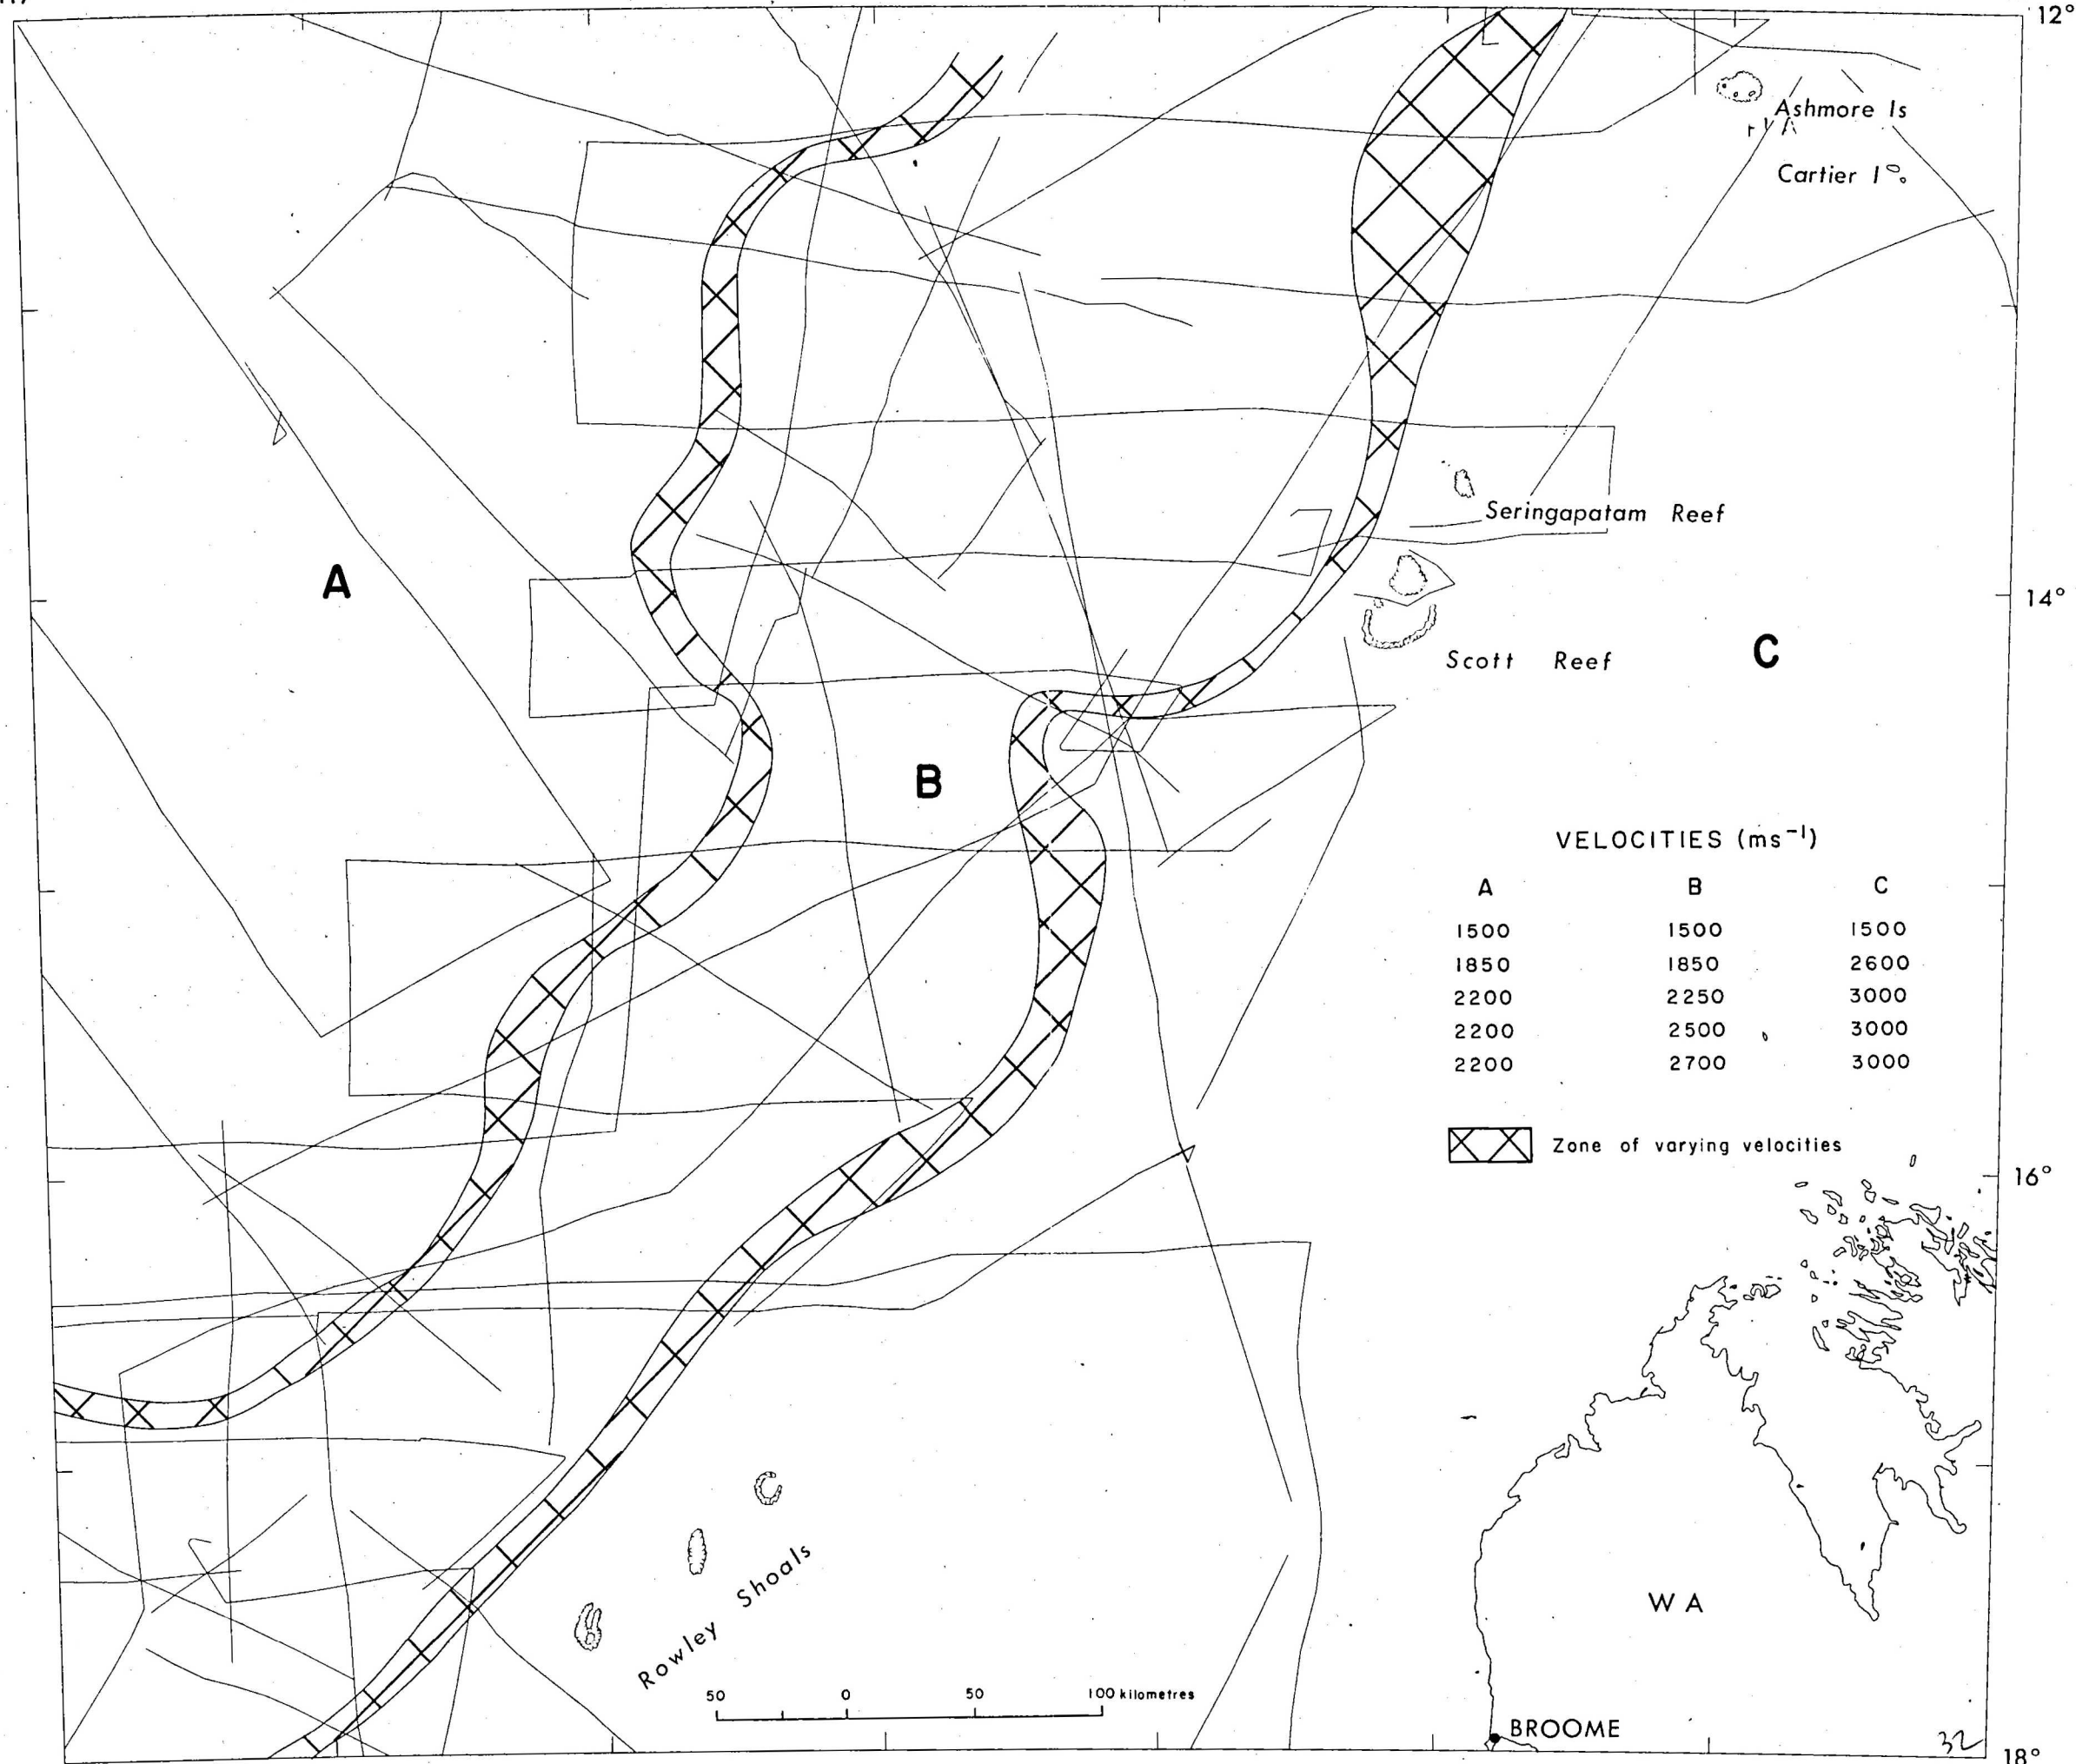 12°
Ashmore Is
Cartier I
Seringapatam Reef
A
14°
C
Scott Reef
B
VELOCITIES (ms⁻¹)
A B C
1500 1500 1500
1850 1850 2600
2200 2250 3000
2200 2500 3000
2200 2700 3000
Zone of varying velocities
16°
Rowley Shoals
WA
50 0 50 100 kilometres
BROOME
32
18°